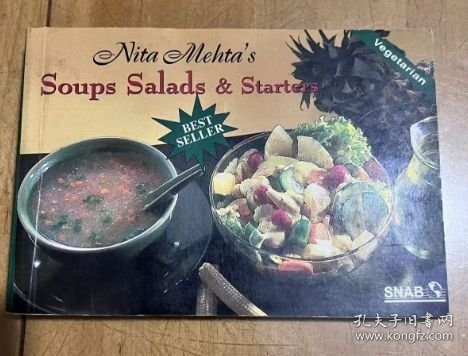 Nita Mehta's
Soups Salads & Starters
Vegetarian
BEST
SELLER
SNAB
孔夫子旧书网